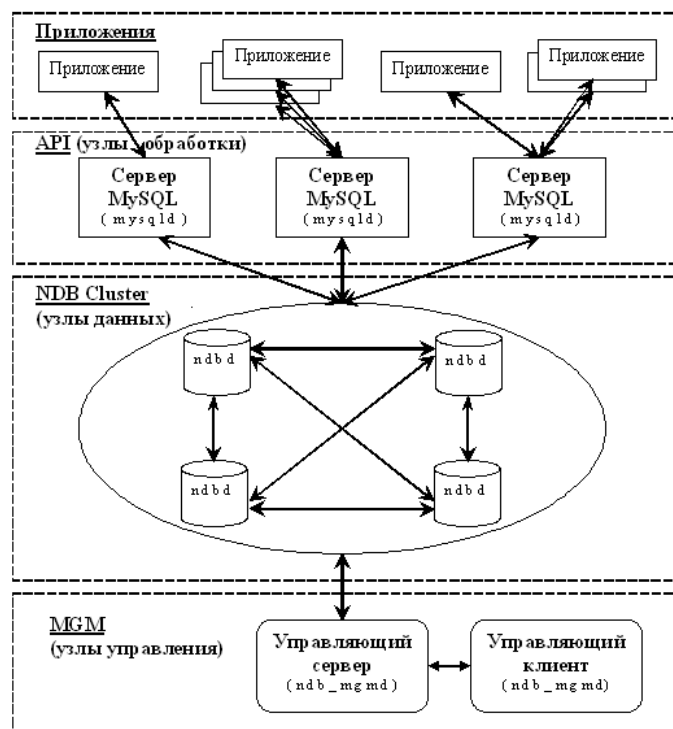 Приложения
Приложение
Приложение
Приложение
Приложение
API (узлы обработки)
Сервер
MySQL
( mysqld )
Сервер
MySQL
( mysqld )
Сервер
MySQL
( mysqld )
NDB Cluster
(узлы данных)
ndbd
ndbd
ndbd
ndbd
MGM
(узлы управления)
Управляющий
сервер
( ndb_mgmd )
Управляющий
клиент
( ndb_mgmd )